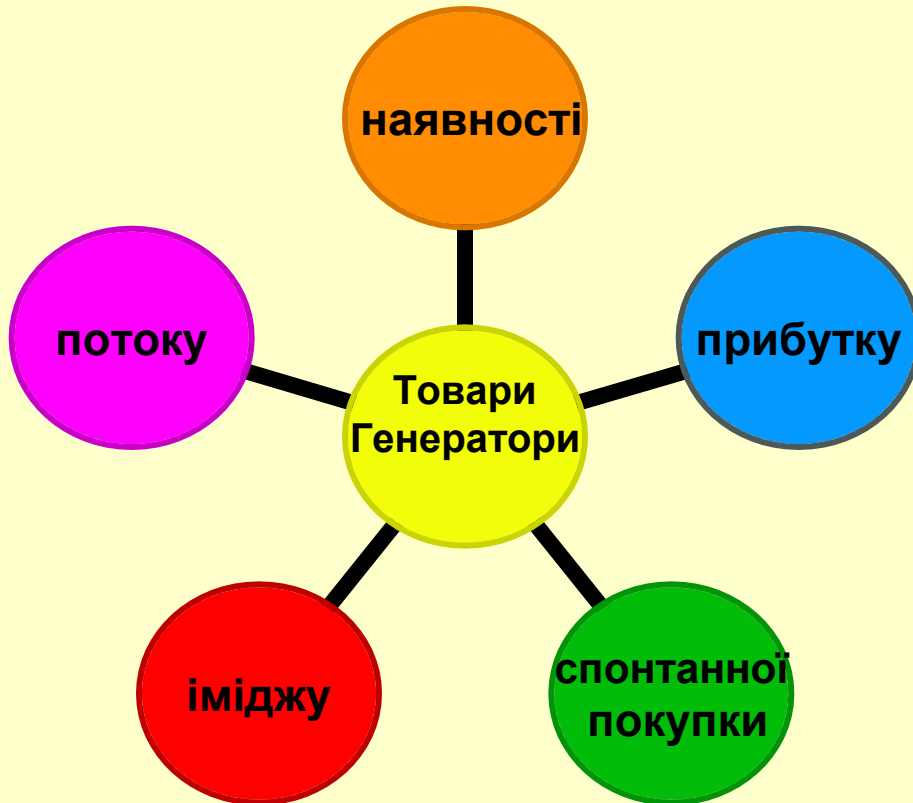 наявності
потоку
прибутку
Товари
Генератори
іміджу
спонтанної
покупки